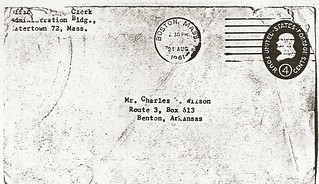 Clerk
Administration Bldg.,
Watertown 72, Mass.
BOSTON, MASS.
2 30 PM
21 AUG
1961
UNITED STATES POSTAGE
4
FOUR CENTS
Mr. Charles . Wilson
Route 3, Box 613
Benton, Arkansas